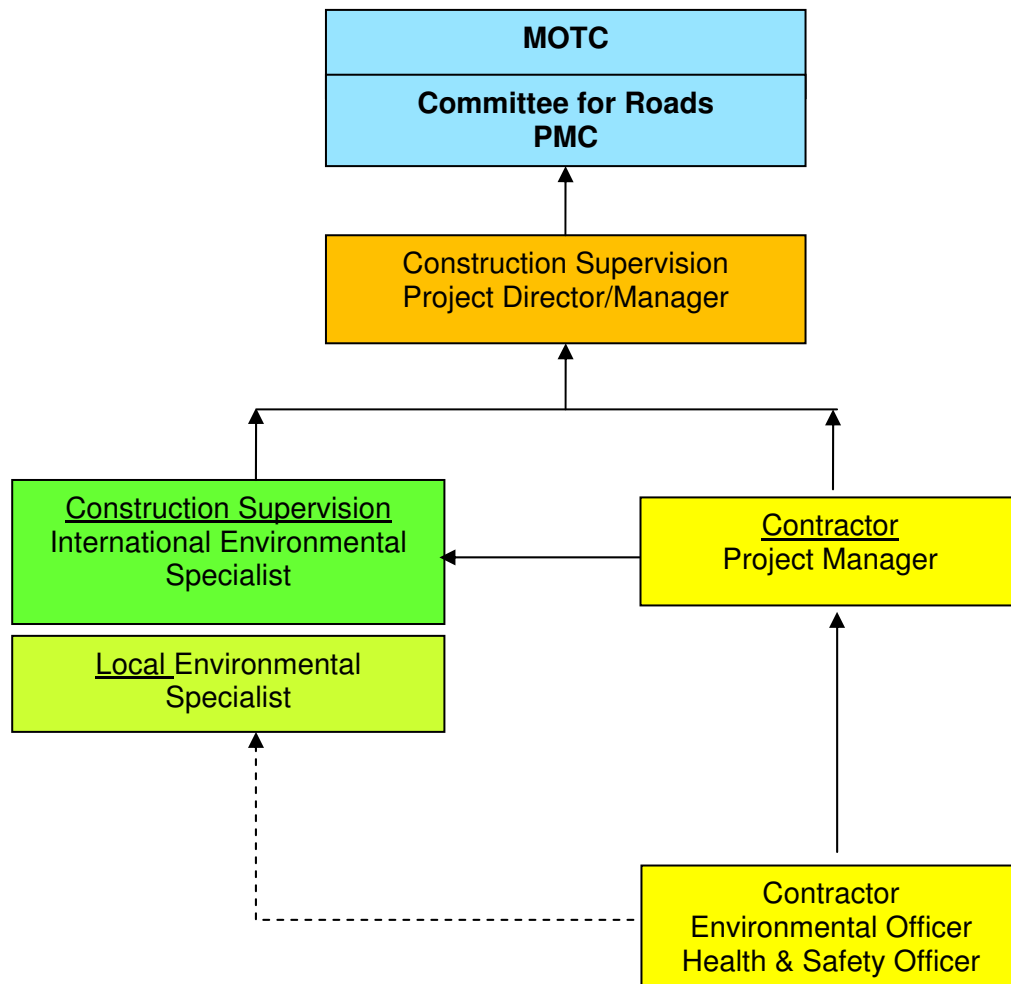 MOTC
Committee for Roads
PMC
Construction Supervision
Project Director/Manager
Construction Supervision
International Environmental
Specialist
Contractor
Project Manager
Local Environmental
Specialist
Contractor
Environmental Officer
Health & Safety Officer